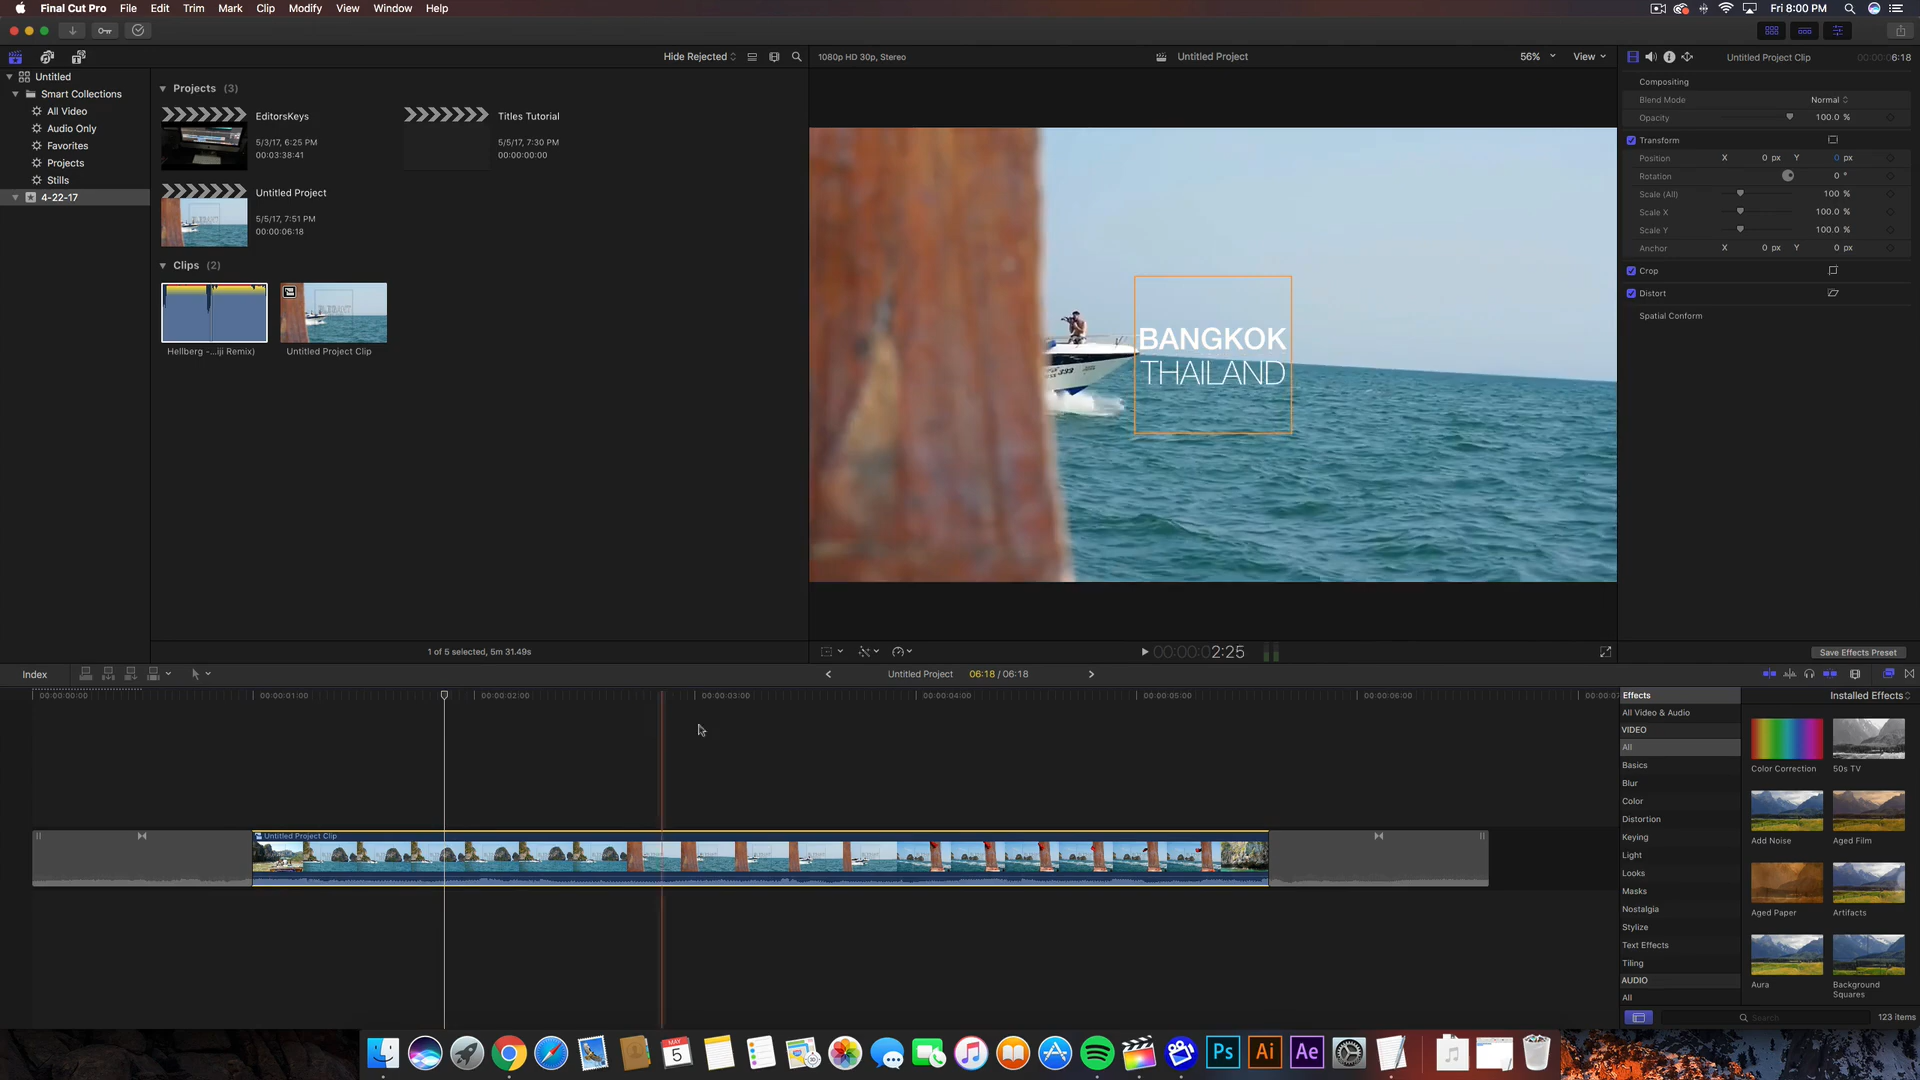 Final Cut Pro File Edit Trim Mark Clip Modify View Window Help
Fri 8:00 PM
Hide Rejected
1080p HD 30p, Stereo
Untitled Project
56%
View
Untitled Project Clip
6:18
Untitled
Smart Collections
All Video
Audio Only
Favorites
Projects
Stills
4-22-17
Projects (3)
EditorsKeys
5/3/17, 6:25 PM
00:03:38:41
Titles Tutorial
5/5/17, 7:30 PM
00:00:00:00
Untitled Project
5/5/17, 7:51 PM
00:00:06:18
Clips (2)
Hellberg -...iji Remix)
Untitled Project Clip
1 of 5 selected, 5m 31.49s
BANGKOK
THAILAND
00:00:02:25
Compositing
Blend Mode Normal
Opacity 100.0 %
Transform
Position X 0 px Y 0 px
Rotation 0 °
Scale (All) 100 %
Scale X 100.0 %
Scale Y 100.0 %
Anchor X 0 px Y 0 px
Crop
Distort
Spatial Conform
Save Effects Preset
Index
Untitled Project 06:18 / 06:18
00:00:00:00 00:00:01:00 00:00:02:00 00:00:03:00 00:00:04:00 00:00:05:00 00:00:06:00
Untitled Project Clip
Effects
Installed Effects
All Video & Audio
VIDEO
All
Basics
Blur
Color
Distortion
Keying
Light
Looks
Masks
Nostalgia
Stylize
Text Effects
Tiling
AUDIO
All
Color Correction
50s TV
Add Noise
Aged Film
Aged Paper
Artifacts
Aura
Background
Squares
Search
123 items
MAY
5
Ps
Ai
Ae